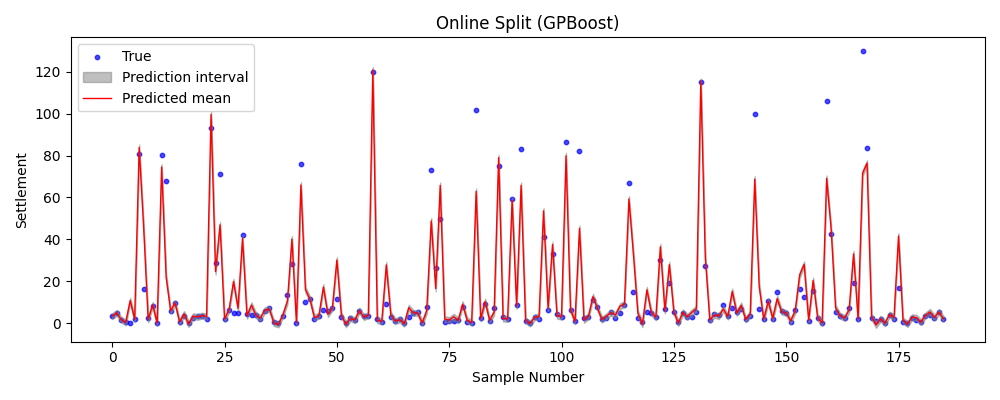 Online Split (GPBoost)
True
Prediction interval
Predicted mean
Settlement
120
100
80
60
40
20
0
0
25
50
75
100
125
150
175
Sample Number